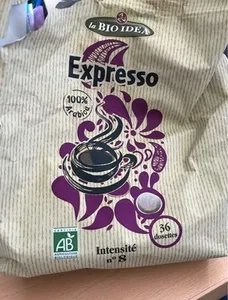 la BIO IDEA
Expresso
100%
Arabica
36
dosettes
AB
Intensité
n° 8